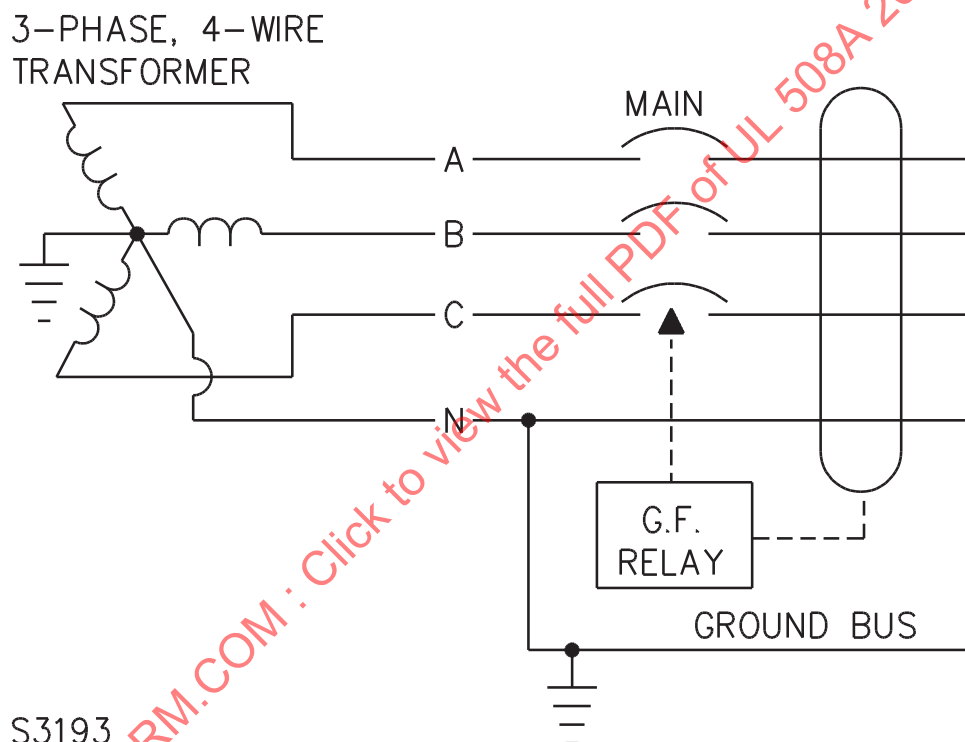 3-PHASE, 4-WIRE
TRANSFORMER
MAIN
A
B
C
N
G.F.
RELAY
GROUND BUS
S3193
RM.COM : Click to view the full PDF of UL 508A